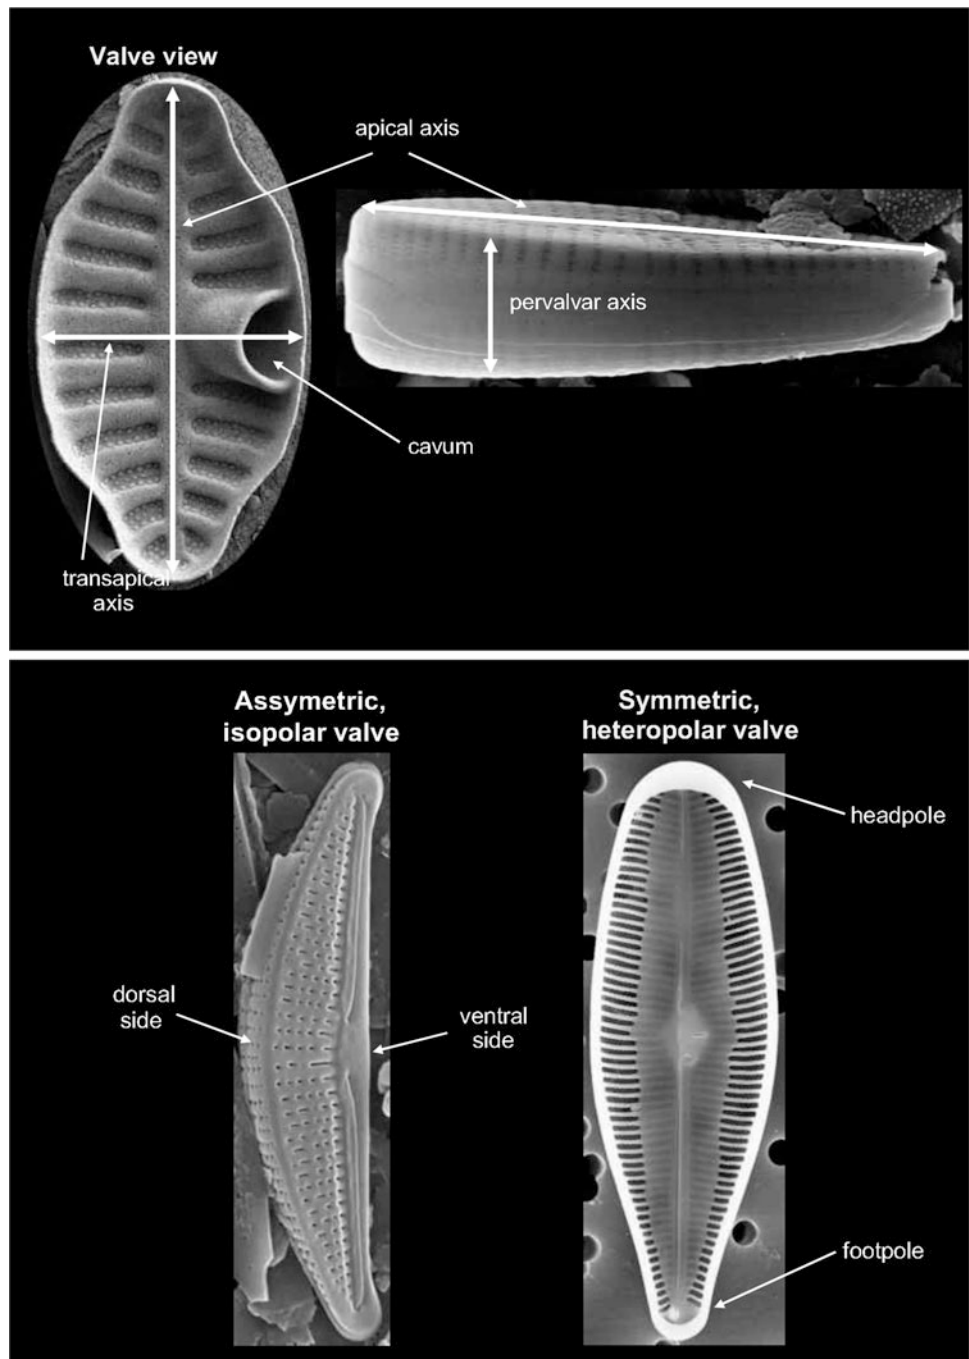 Valve view
apical axis
pervalvar axis
cavum
transapical
axis
Assymetric,
isopolar valve
Symmetric,
heteropolar valve
headpole
dorsal
side
ventral
side
footpole